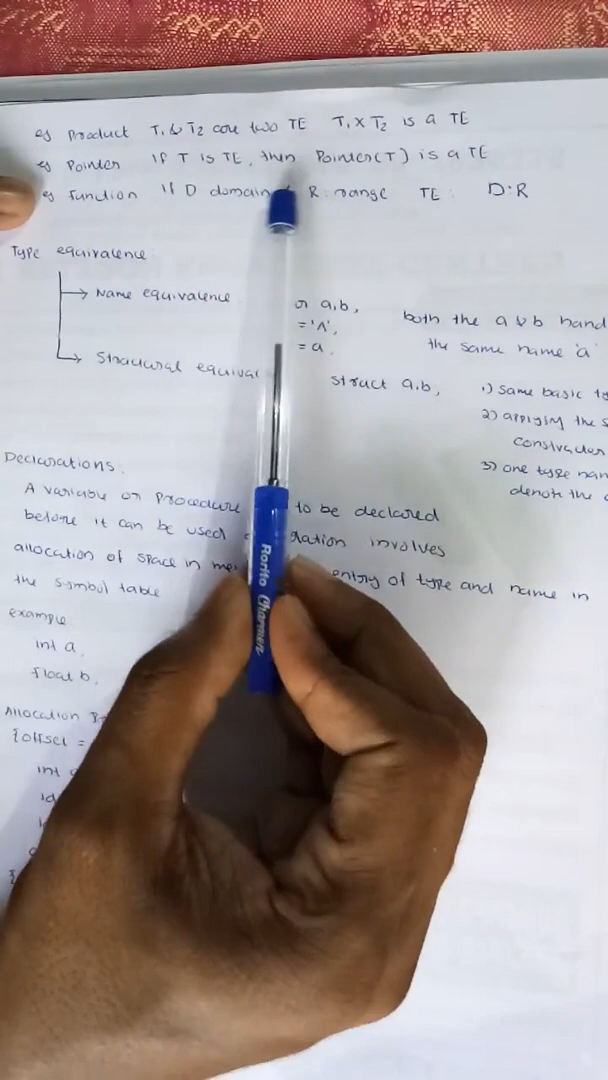 eg Product T1 & T2 are two TE T1 X T2 is a TE
eg Pointer If T is TE, then Pointer(T) is a TE
eg Function If D domain R: range TE: D:R
Type equivalence:
Name equivalence
a,b,
= 'A',
= a,
both the a & b hand
the same name 'a'
Structural equival
struct a,b,
1) same basic
2) applying the s
3) one type nam
denote the
Declarations.
A variable or procedure to be declared
before it can be used ration involves
allocation of space in me entry of type and name in
the symbol table
example
int a,
float b,
Allocation
{offset =
int
Rorito Charmer